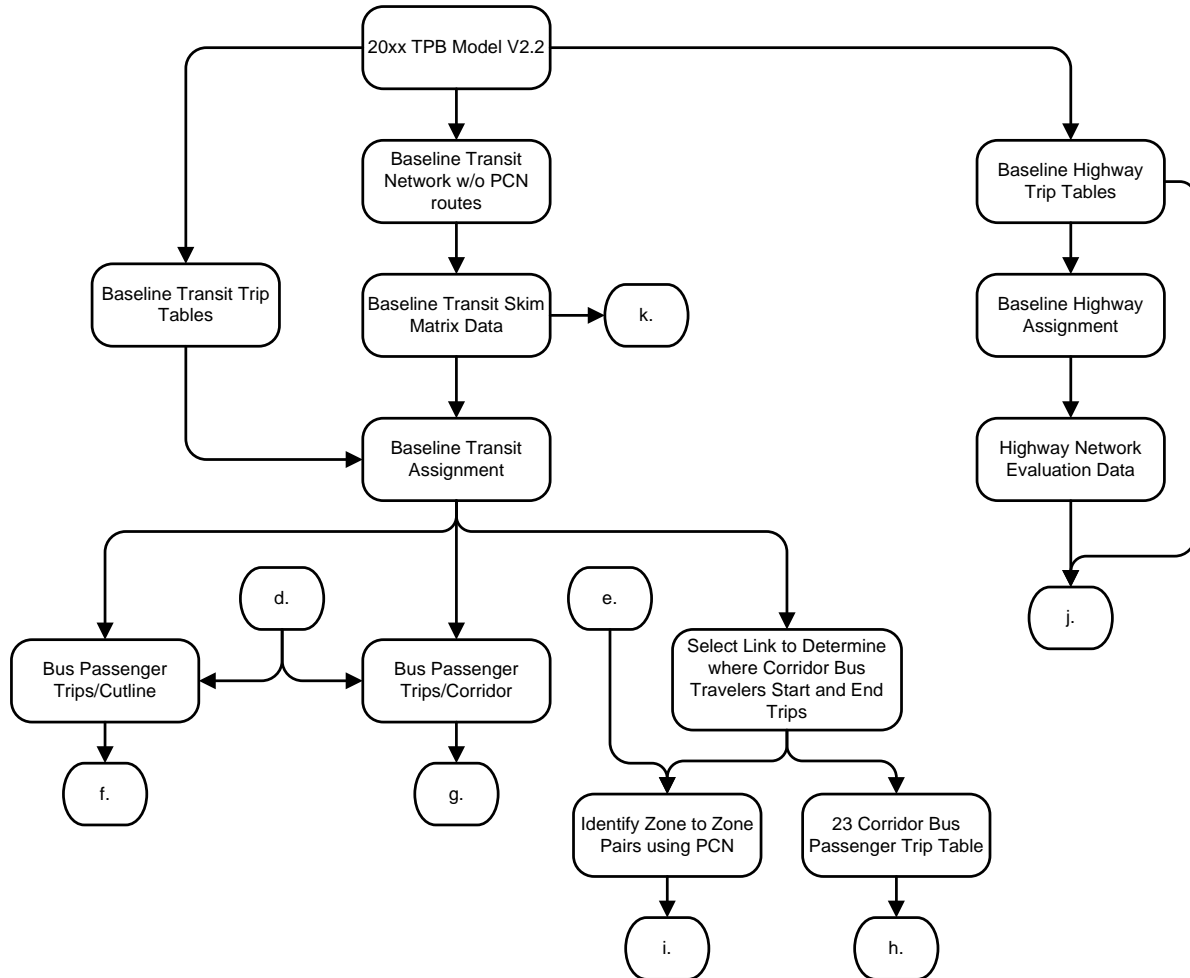 20xx TPB Model V2.2
Baseline Transit
Network w/o PCN
routes
Baseline Highway
Trip Tables
Baseline Transit Trip
Tables
Baseline Transit Skim
Matrix Data
k.
Baseline Highway
Assignment
Baseline Transit
Assignment
Highway Network
Evaluation Data
d.
e.
j.
Bus Passenger
Trips/Cutline
Bus Passenger
Trips/Corridor
Select Link to Determine
where Corridor Bus
Travelers Start and End
Trips
f.
g.
Identify Zone to Zone
Pairs using PCN
23 Corridor Bus
Passenger Trip Table
i.
h.